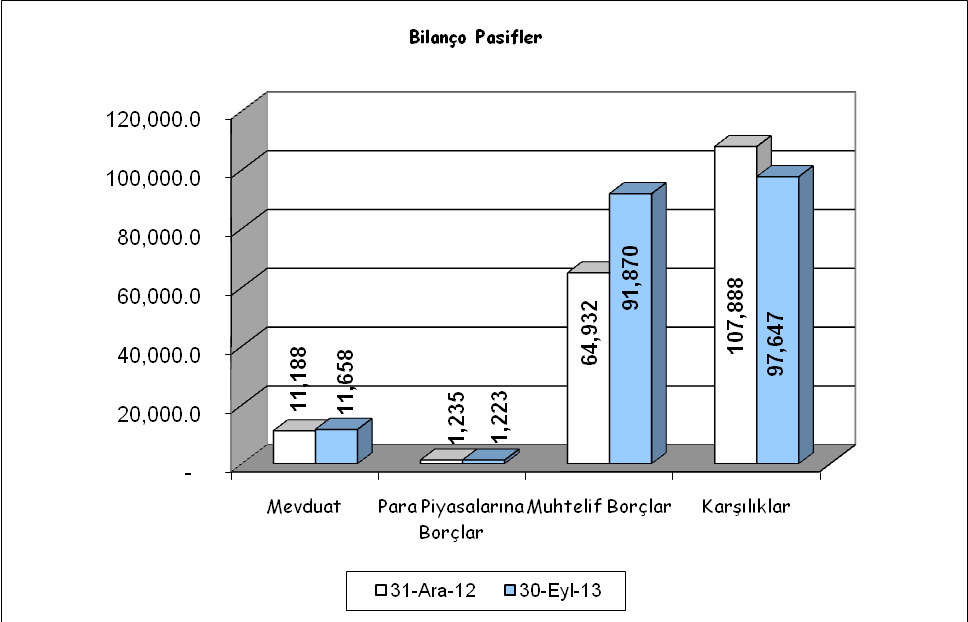 Bilanço Pasifler
120,000.0
100,000.0
80,000.0
60,000.0
40,000.0
20,000.0
-
11,188
11,658
1,235
1,223
64,932
91,870
107,888
97,647
Mevduat
Para Piyasalarına
Borçlar
Muhtelif Borçlar
Karşılıklar
31-Ara-12
30-Eyl-13